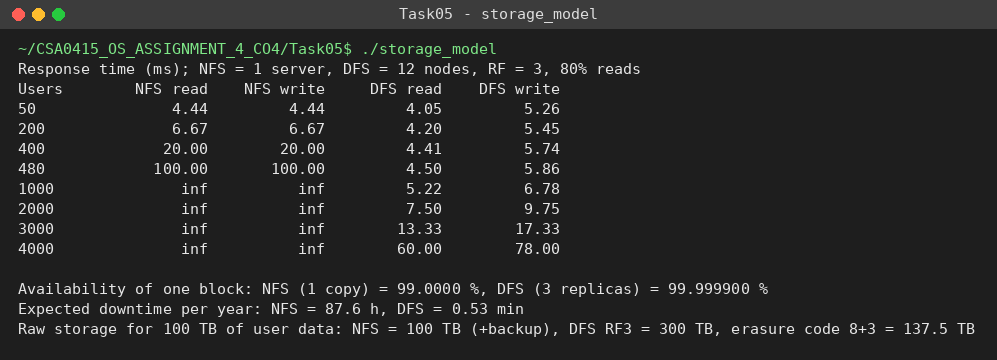 Task05 - storage_model
~/CSA0415_OS_ASSIGNMENT_4_CO4/Task05$ ./storage_model
Response time (ms); NFS = 1 server, DFS = 12 nodes, RF = 3, 80% reads
Users NFS read NFS write DFS read DFS write
50 4.44 4.44 4.05 5.26
200 6.67 6.67 4.20 5.45
400 20.00 20.00 4.41 5.74
480 100.00 100.00 4.50 5.86
1000 inf inf 5.22 6.78
2000 inf inf 7.50 9.75
3000 inf inf 13.33 17.33
4000 inf inf 60.00 78.00
Availability of one block: NFS (1 copy) = 99.0000 %, DFS (3 replicas) = 99.999900 %
Expected downtime per year: NFS = 87.6 h, DFS = 0.53 min
Raw storage for 100 TB of user data: NFS = 100 TB (+backup), DFS RF3 = 300 TB, erasure code 8+3 = 137.5 TB